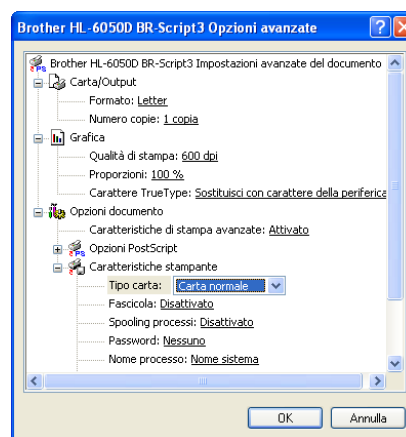 Brother HL-6050D BR-Script3 Opzioni avanzate
Brother HL-6050D BR-Script3 Impostazioni avanzate del documento
Carta/Output
Formato: Letter
Numero copie: 1 copia
Grafica
Qualità di stampa: 600 dpi
Proporzioni: 100 %
Carattere TrueType: Sostituisci con carattere della periferica
Opzioni documento
Caratteristiche di stampa avanzate: Attivato
Opzioni PostScript
Caratteristiche stampante
Tipo carta: Carta normale
Fascicola: Disattivato
Spooling processi: Disattivato
Password: Nessuno
Nome processo: Nome sistema
OK Annulla